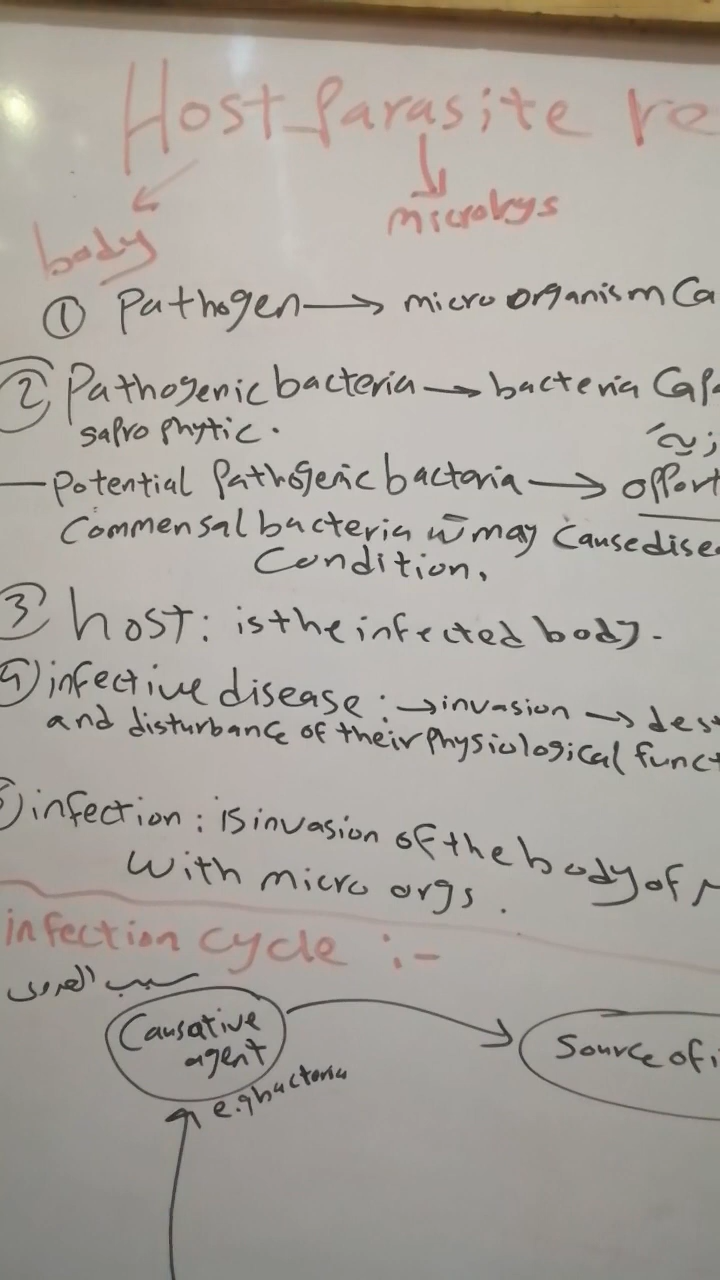 Host-Parasite re
microbys
body
① Pathogen → micro organism Ca
② Pathogenic bacteria → bacteria Cap
saprophytic.
— Potential Pathogenic bacteria → opport
Commensal bacteria w̄ may Cause dise
Condition.
③ host: is the infected body.
④ infective disease: → invasion → des
and disturbance of their physiological funct
infection: is invasion of the body of
with micro orgs.
infection cycle :-
سبب المرض
Causative
agent
Source of i
e.g bacteria